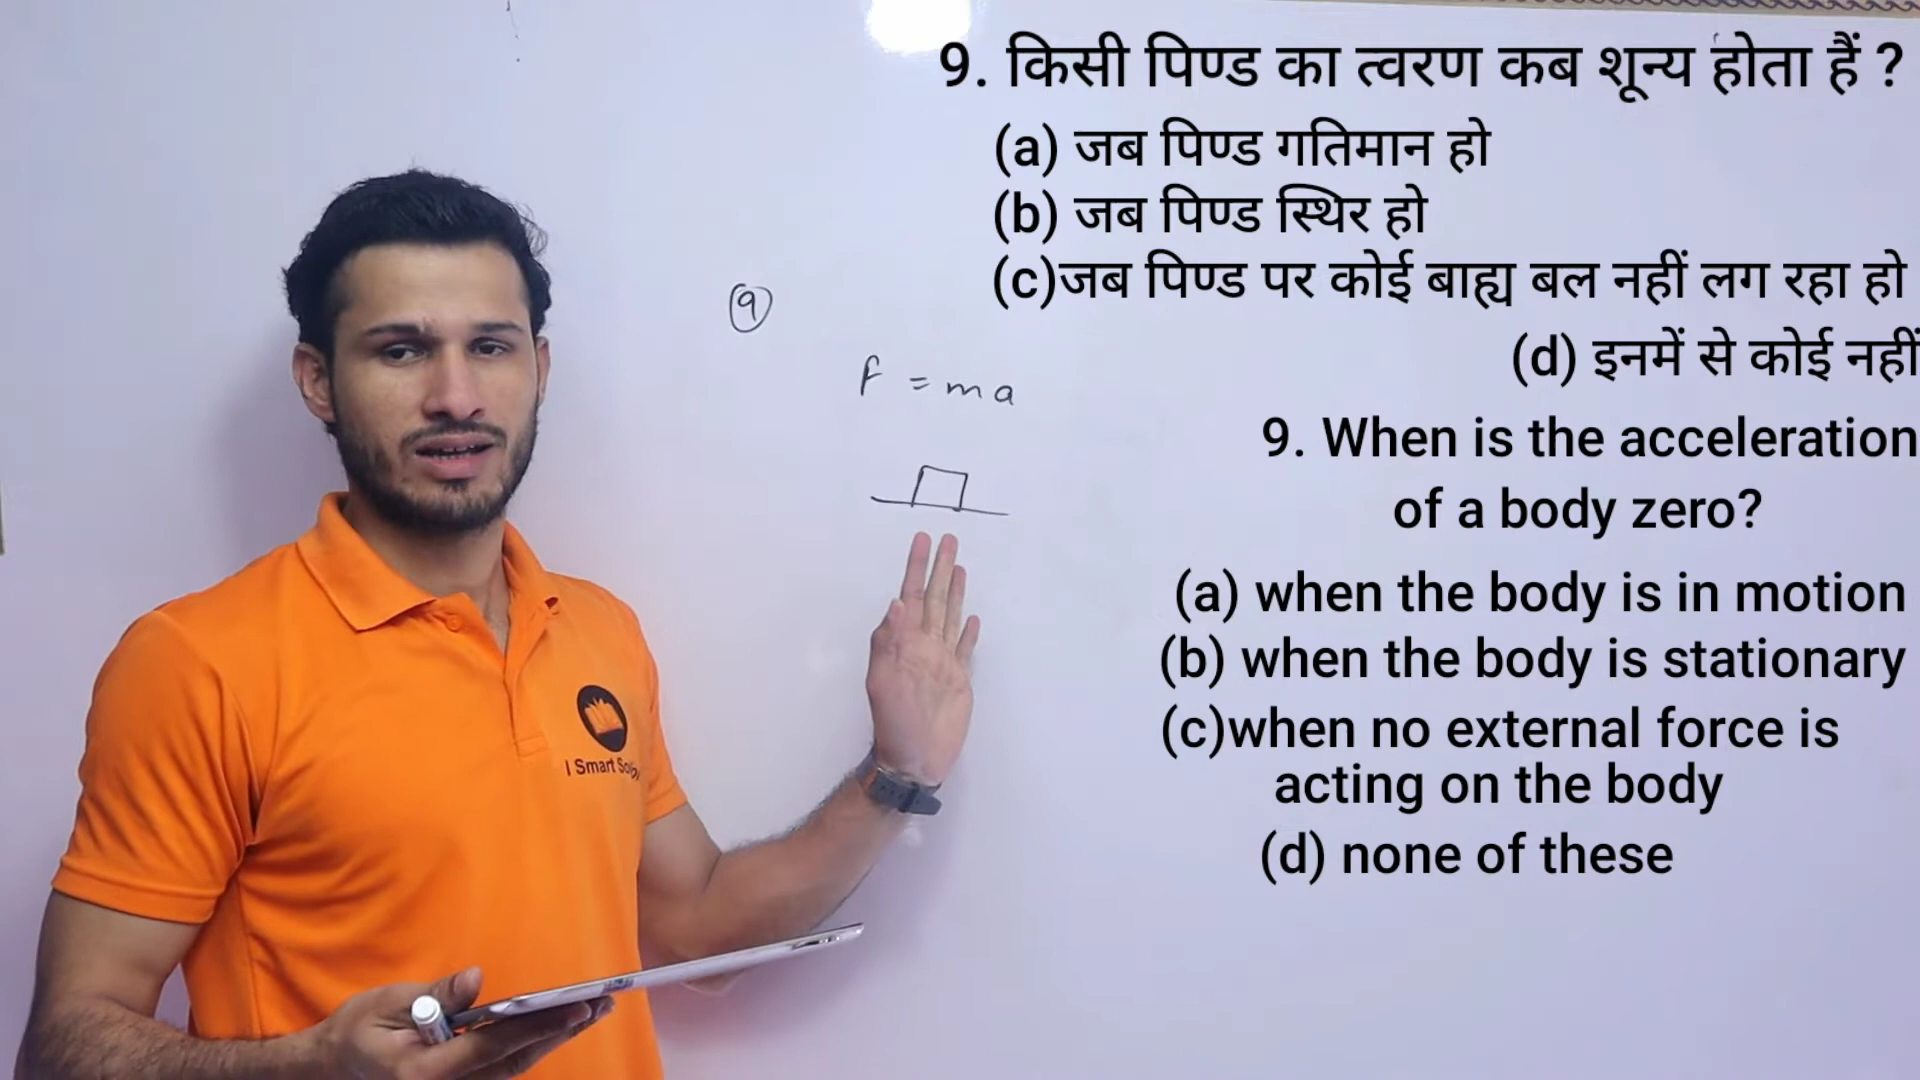 9. किसी पिण्ड का त्वरण कब शून्य होता हैं ?
(a) जब पिण्ड गतिमान हो
(b) जब पिण्ड स्थिर हो
(c)जब पिण्ड पर कोई बाह्य बल नहीं लग रहा हो
(d) इनमें से कोई नहीं
9. When is the acceleration
of a body zero?
(a) when the body is in motion
(b) when the body is stationary
(c)when no external force is
acting on the body
(d) none of these
9
F = ma
I Smart